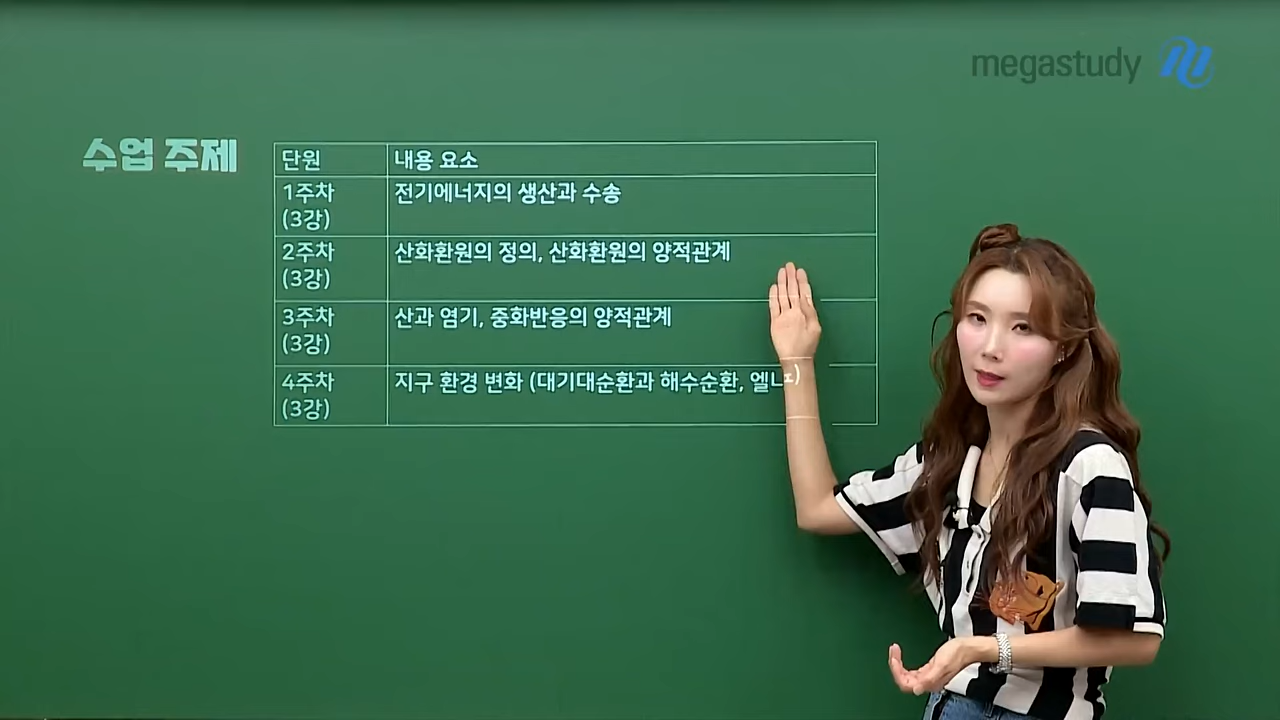 megastudy
수업 주제
단원 내용 요소
1주차 전기에너지의 생산과 수송
(3강)
2주차 산화환원의 정의, 산화환원의 양적관계
(3강)
3주차 산과 염기, 중화반응의 양적관계
(3강)
4주차 지구 환경 변화 (대기대순환과 해수순환,
(3강)